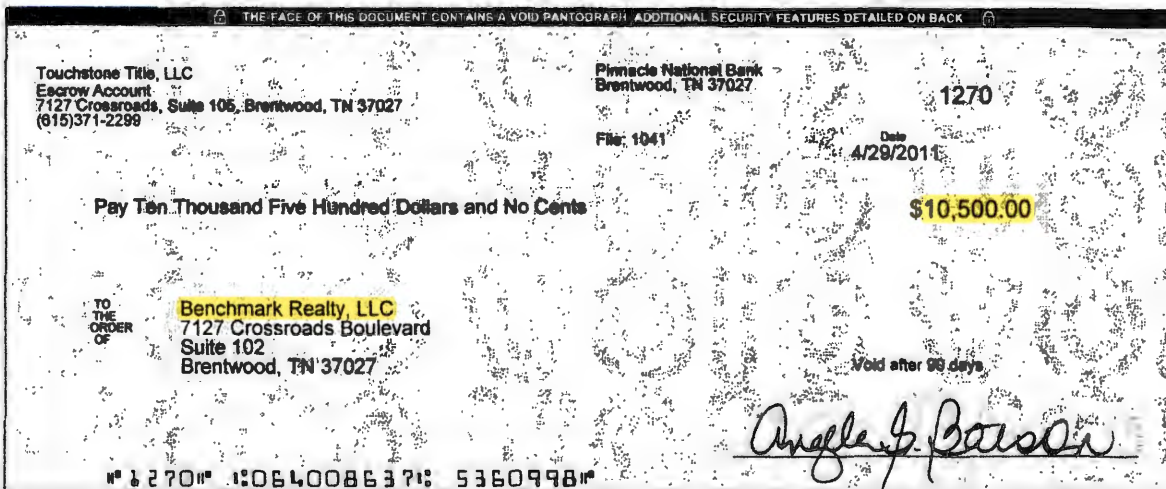 THE FACE OF THIS DOCUMENT CONTAINS A VOID PANTOGRAPH ADDITIONAL SECURITY FEATURES DETAILED ON BACK
Touchstone Title, LLC
Escrow Account
7127 Crossroads, Suite 105, Brentwood, TN 37027
(615)371-2299
Pinnacle National Bank
Brentwood, TN 37027
1270
File: 1041
Date
4/29/2011
Pay Ten Thousand Five Hundred Dollars and No Cents
$10,500.00
TO
THE
ORDER
OF
Benchmark Realty, LLC
7127 Crossroads Boulevard
Suite 102
Brentwood, TN 37027
Void after 90 days
Angela G. Batson
⑈1270⑈ ⑆064008637⑆ 5360998⑈